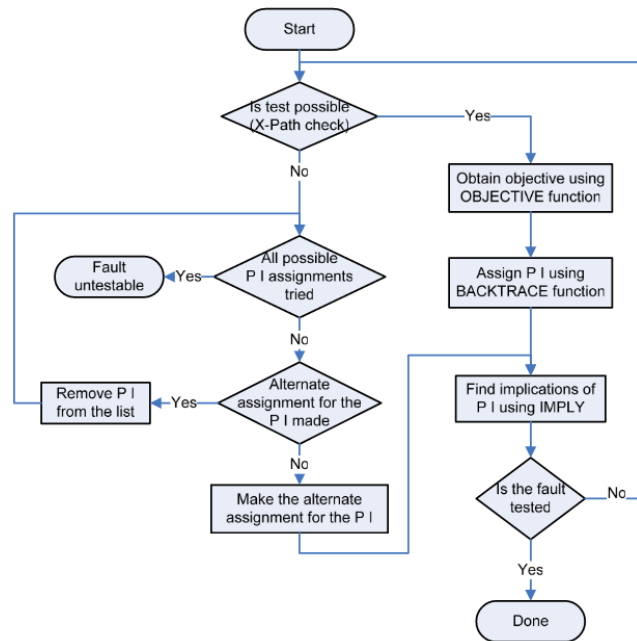 Start
Is test possible
(X-Path check)
Yes
No
Obtain objective using
OBJECTIVE function
All possible
P I assignments
tried
Yes
Fault
untestable
No
Assign P I using
BACKTRACE function
Alternate
assignment for the
P I made
Yes
Remove P I
from the list
No
Make the alternate
assignment for the P I
Find implications of
P I using IMPLY
Is the fault
tested
No
Yes
Done